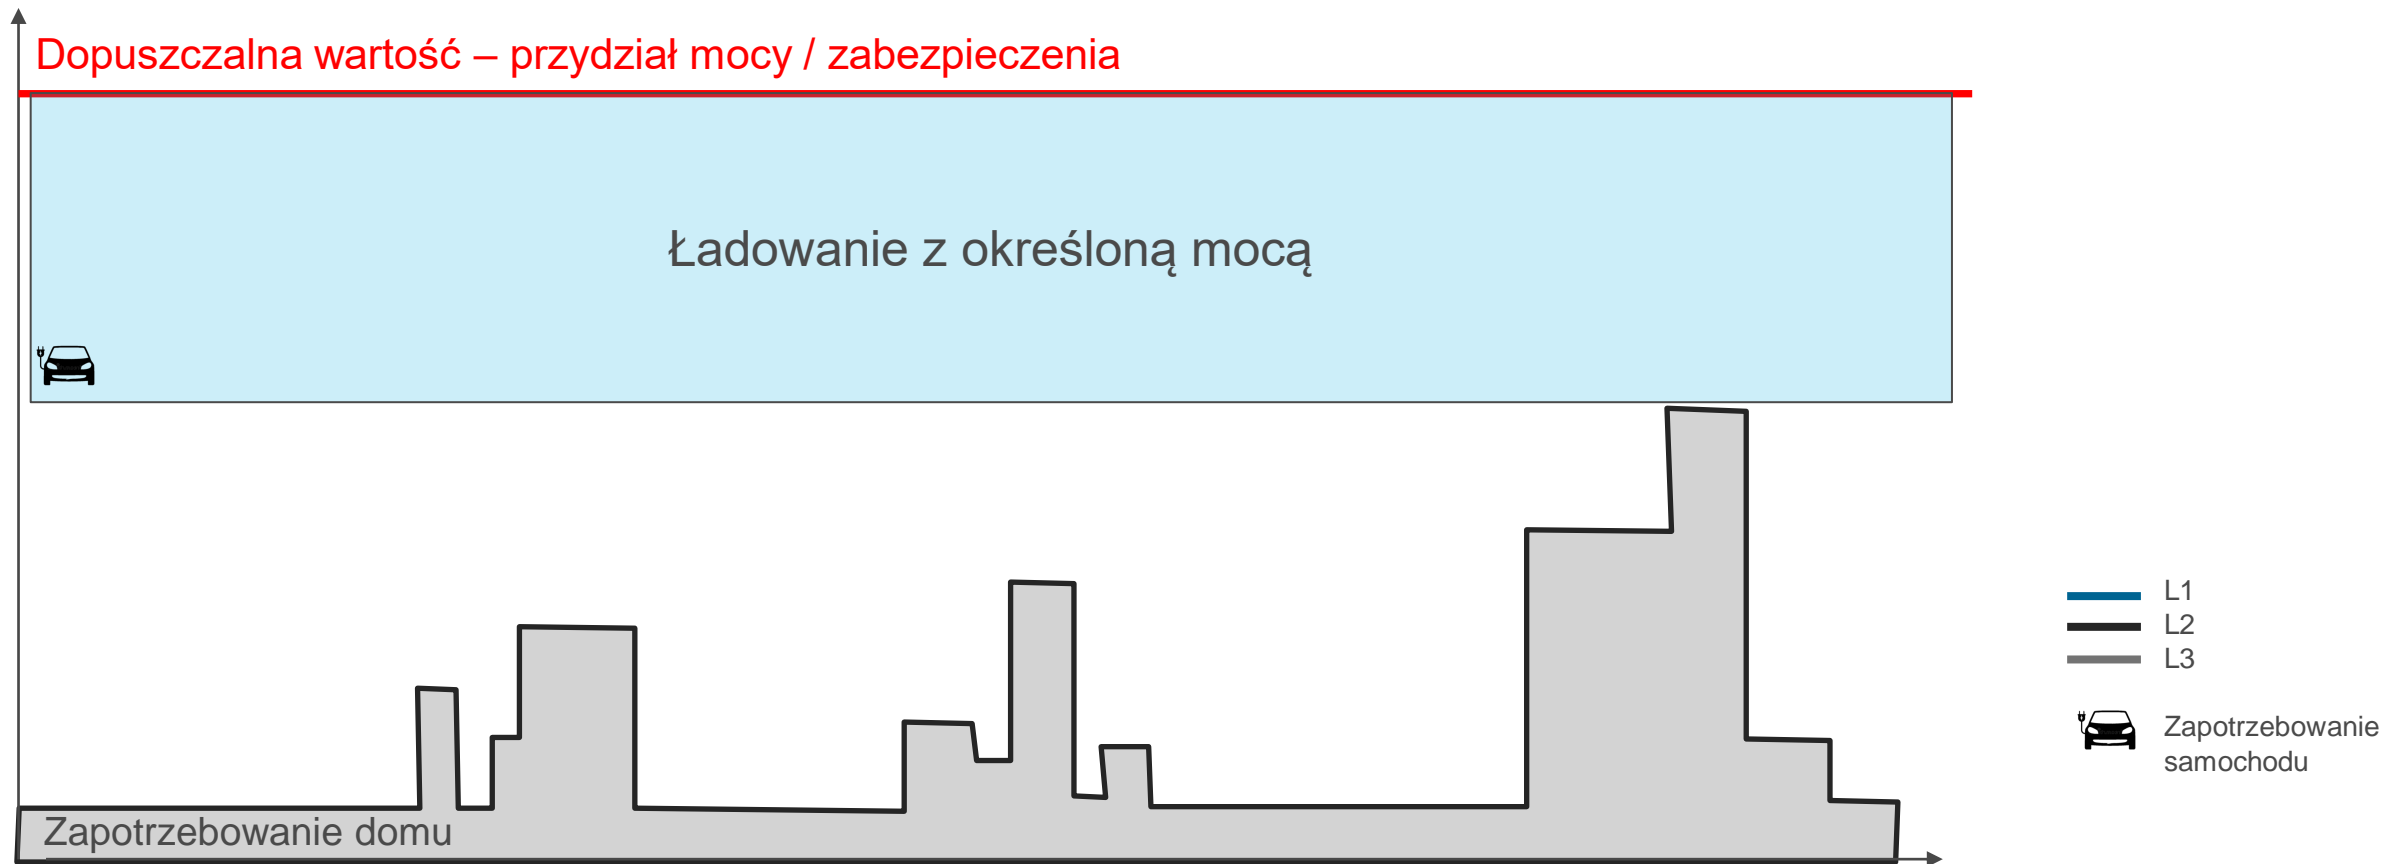 Dopuszczalna wartość – przydział mocy / zabezpieczenia
Ładowanie z określoną mocą
Zapotrzebowanie domu
L1
L2
L3
Zapotrzebowanie
samochodu